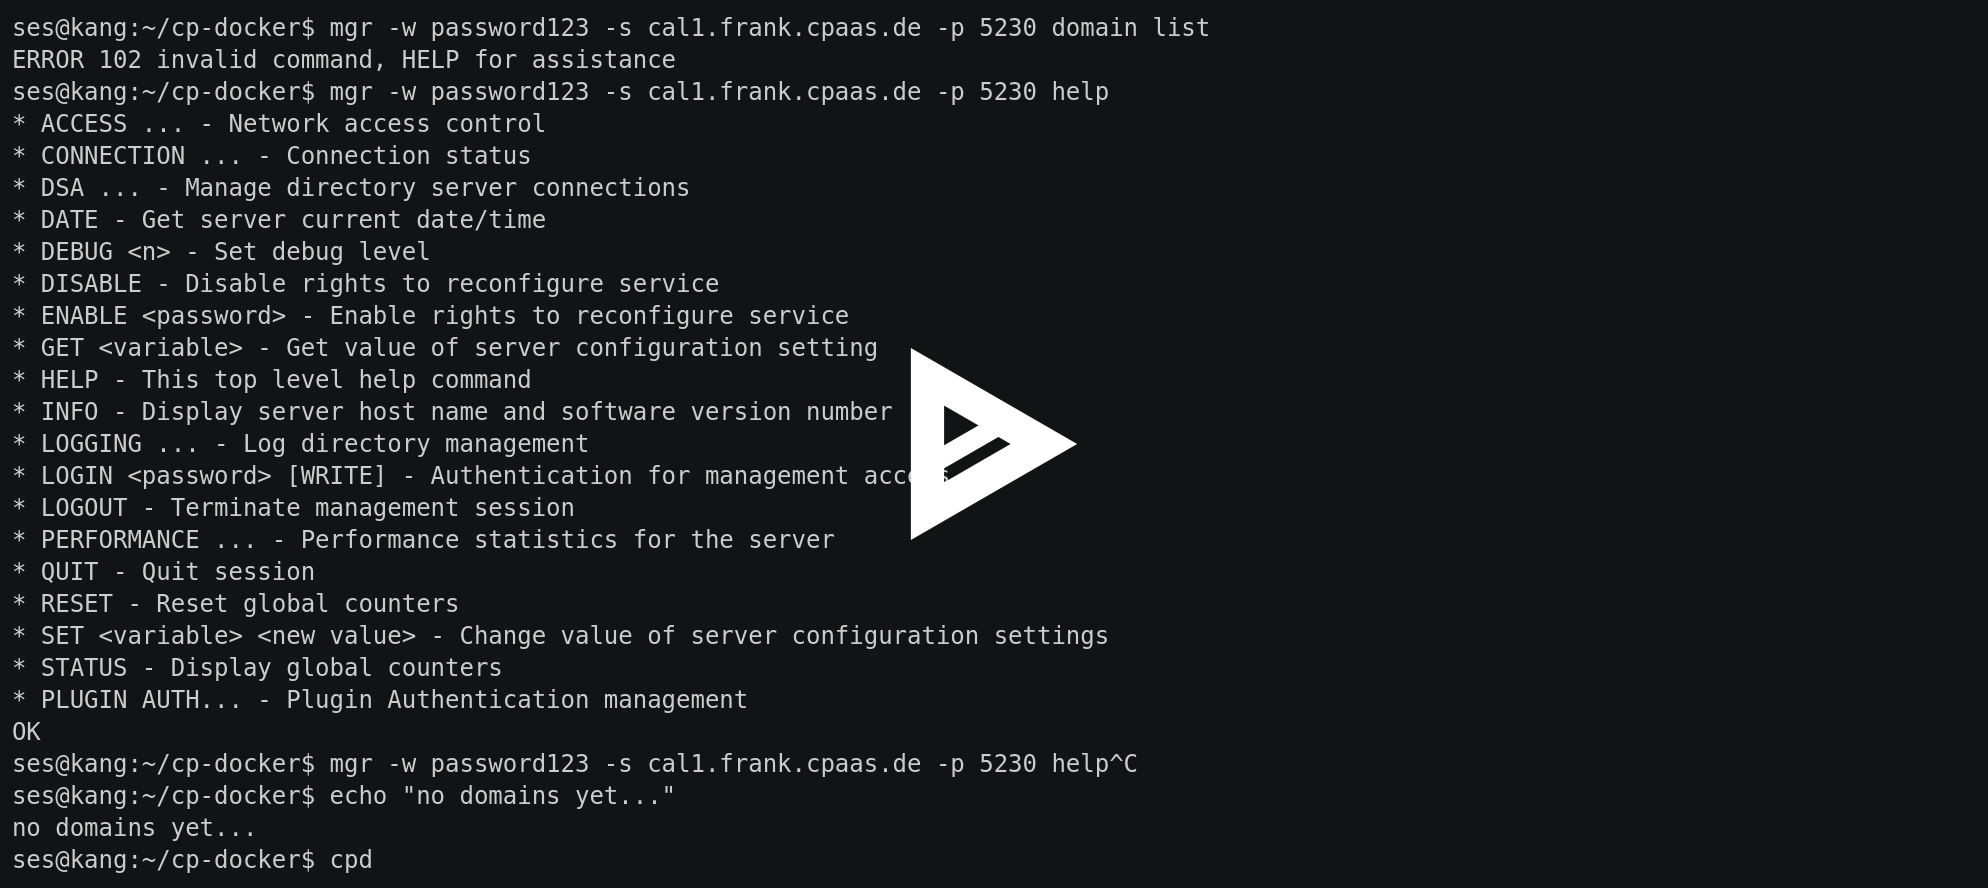 ses@kang:~/cp-docker$ mgr -w password123 -s cal1.frank.cpaas.de -p 5230 domain list
ERROR 102 invalid command, HELP for assistance
ses@kang:~/cp-docker$ mgr -w password123 -s cal1.frank.cpaas.de -p 5230 help
* ACCESS ... - Network access control
* CONNECTION ... - Connection status
* DSA ... - Manage directory server connections
* DATE - Get server current date/time
* DEBUG <n> - Set debug level
* DISABLE - Disable rights to reconfigure service
* ENABLE <password> - Enable rights to reconfigure service
* GET <variable> - Get value of server configuration setting
* HELP - This top level help command
* INFO - Display server host name and software version number
* LOGGING ... - Log directory management
* LOGIN <password> [WRITE] - Authentication for management access
* LOGOUT - Terminate management session
* PERFORMANCE ... - Performance statistics for the server
* QUIT - Quit session
* RESET - Reset global counters
* SET <variable> <new value> - Change value of server configuration settings
* STATUS - Display global counters
* PLUGIN AUTH... - Plugin Authentication management
OK
ses@kang:~/cp-docker$ mgr -w password123 -s cal1.frank.cpaas.de -p 5230 help^C
ses@kang:~/cp-docker$ echo "no domains yet..."
no domains yet...
ses@kang:~/cp-docker$ cpd